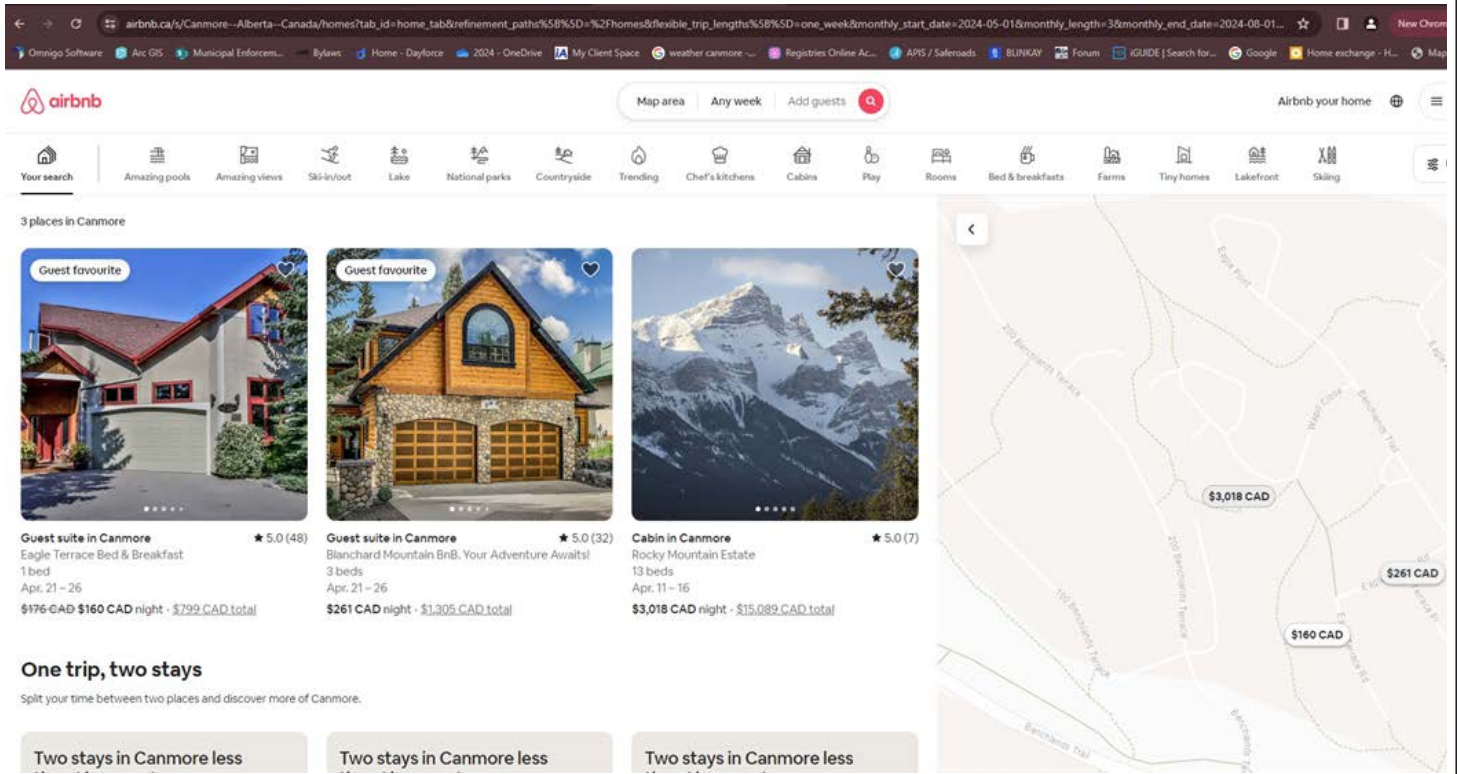 airbnb.ca/s/Canmore--Alberta--Canada/homes?tab_id=home_tab&refinement_paths%5B%5D=%2Fhomes&flexible_trip_lengths%5B%5D=one_week&monthly_start_date=2024-05-01&monthly_length=3&monthly_end_date=2024-08-01... New Chrom
Omnigo Software Arc GIS Municipal Enforcem... Bylaws Home - Dayforce 2024 - OneDrive My Client Space weather canmore -... Registries Online Ac... APIS / Saferoads BLINKAY Forum iGUIDE | Search for... Google Home exchange - H... Map
airbnb Map area Any week Add guests Airbnb your home
Your search Amazing pools Amazing views Ski-in/out Lake National parks Countryside Trending Chef's kitchens Cabins Play Rooms Bed & breakfasts Farms Tiny homes Lakefront Skiing
3 places in Canmore
Guest favourite
Guest suite in Canmore ★ 5.0 (48)
Eagle Terrace Bed & Breakfast
1 bed
Apr. 21 – 26
$176 CAD $160 CAD night · $799 CAD total
Guest favourite
Guest suite in Canmore ★ 5.0 (32)
Blanchard Mountain BnB. Your Adventure Awaits!
3 beds
Apr. 21 – 26
$261 CAD night · $1,305 CAD total
Cabin in Canmore ★ 5.0 (7)
Rocky Mountain Estate
13 beds
Apr. 11 – 16
$3,018 CAD night · $15,089 CAD total
One trip, two stays
Split your time between two places and discover more of Canmore.
Two stays in Canmore less
Two stays in Canmore less
Two stays in Canmore less
Eagle Point
200 Benchlands Terrace
Wapti Close
Benchlands Trail
$3,018 CAD
200 Benchlands Terrace
$261 CAD
100 Benchlands Terrace
$160 CAD
Benchlands Trail